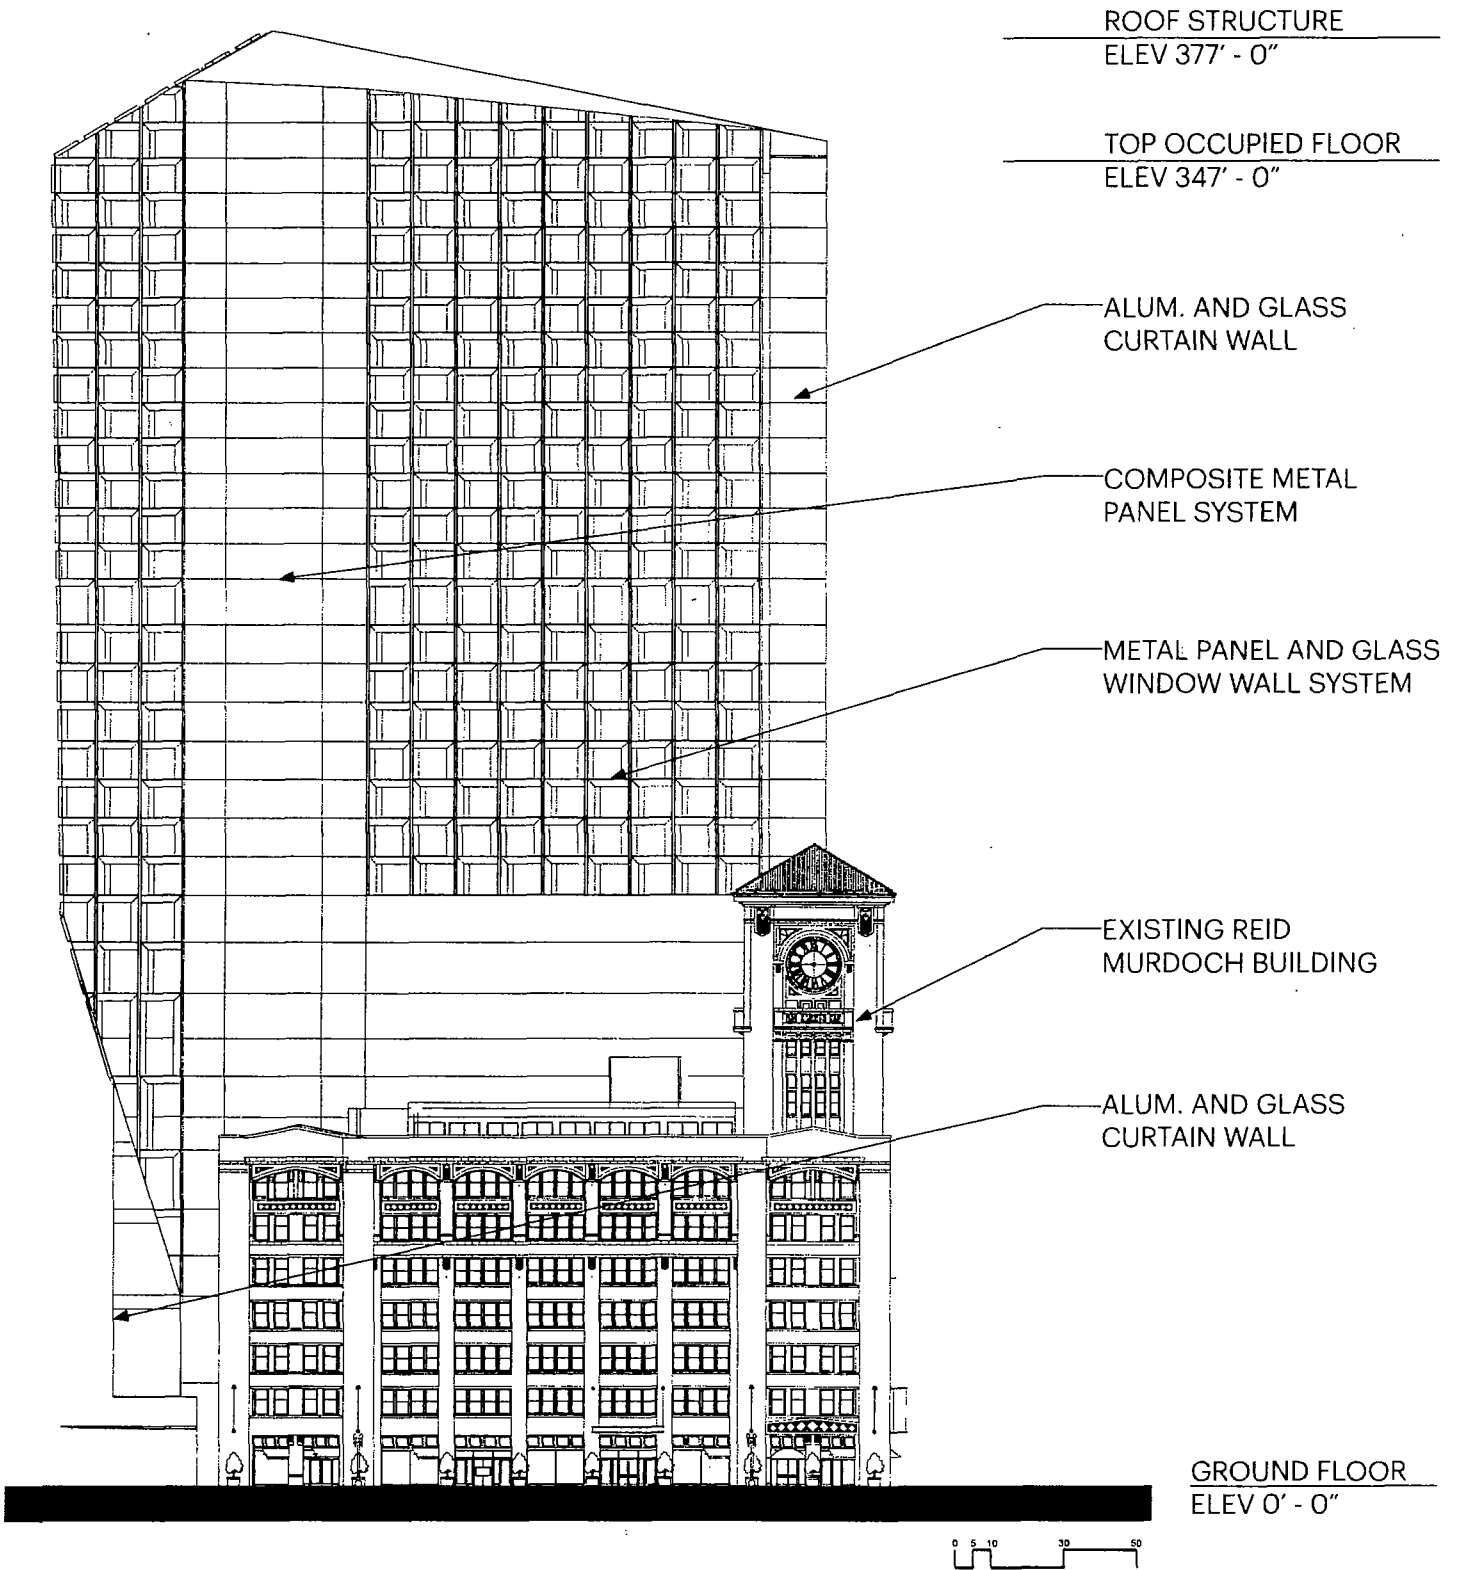 ROOF STRUCTURE
ELEV 377' - 0"
TOP OCCUPIED FLOOR
ELEV 347' - 0"
ALUM. AND GLASS
CURTAIN WALL
COMPOSITE METAL
PANEL SYSTEM
METAL PANEL AND GLASS
WINDOW WALL SYSTEM
EXISTING REID
MURDOCH BUILDING
ALUM. AND GLASS
CURTAIN WALL
GROUND FLOOR
ELEV 0' - 0"
0 5 10 30 50